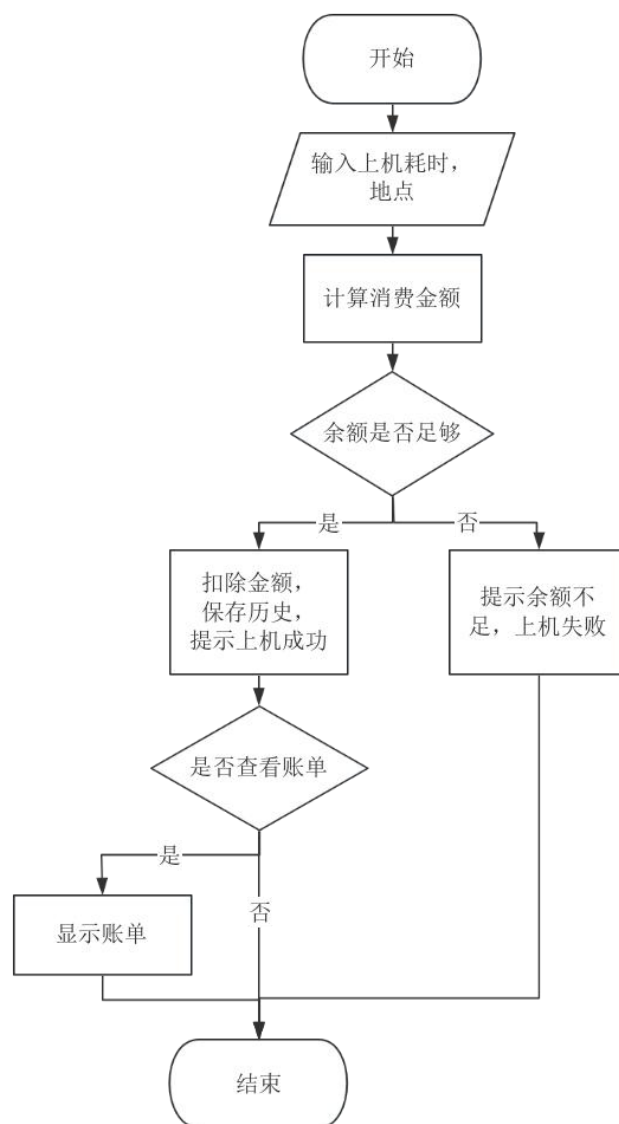 开始
输入上机耗时，
地点
计算消费金额
余额是否足够
是
否
扣除金额，
保存历史，
提示上机成功
提示余额不
足，上机失败
是否查看账单
是
否
显示账单
结束